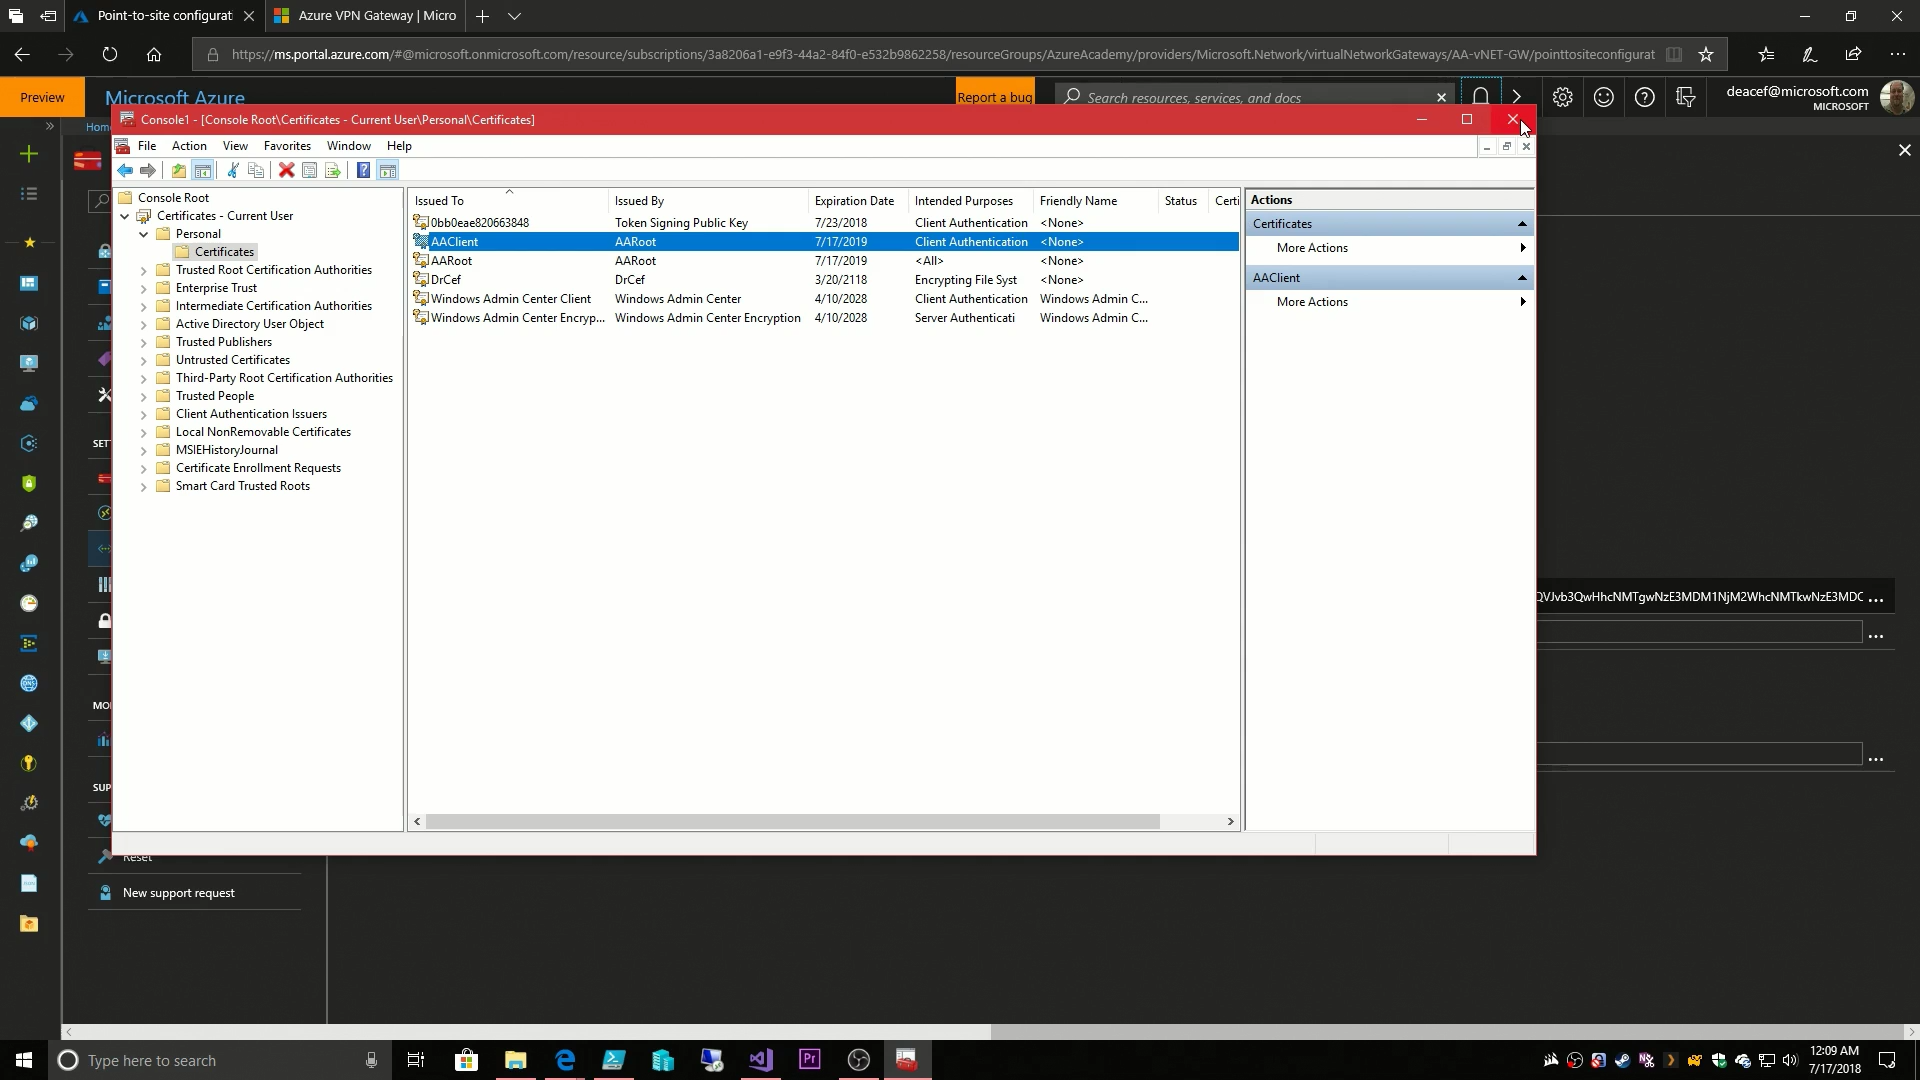 Point-to-site configurati
Azure VPN Gateway | Micro
https://ms.portal.azure.com/#@microsoft.onmicrosoft.com/resource/subscriptions/3a8206a1-e9f3-44a2-84f0-e532b9862258/resourceGroups/AzureAcademy/providers/Microsoft.Network/virtualNetworkGateways/AA-vNET-GW/pointtositeconfigurat
Preview
Microsoft Azure
Report a bug
Search resources, services, and docs
deacef@microsoft.com
MICROSOFT
Home
Console1 - [Console Root\Certificates - Current User\Personal\Certificates]
File Action View Favorites Window Help
Console Root
Certificates - Current User
Personal
Certificates
Trusted Root Certification Authorities
Enterprise Trust
Intermediate Certification Authorities
Active Directory User Object
Trusted Publishers
Untrusted Certificates
Third-Party Root Certification Authorities
Trusted People
Client Authentication Issuers
Local NonRemovable Certificates
MSIEHistoryJournal
Certificate Enrollment Requests
Smart Card Trusted Roots
Issued To Issued By Expiration Date Intended Purposes Friendly Name Status Certi
0bb0eae820663848 Token Signing Public Key 7/23/2018 Client Authentication <None>
AAClient AARoot 7/17/2019 Client Authentication <None>
AARoot AARoot 7/17/2019 <All> <None>
DrCef DrCef 3/20/2118 Encrypting File Syst <None>
Windows Admin Center Client Windows Admin Center 4/10/2028 Client Authentication Windows Admin C...
Windows Admin Center Encryp... Windows Admin Center Encryption 4/10/2028 Server Authenticati Windows Admin C...
Actions
Certificates
More Actions
AAClient
More Actions
SET
MO
SUP
QVJvb3QwHhcNMTgwNzE3MDM1NjM2WhcNMTkwNzE3MDC ...
...
...
Reset
New support request
Type here to search
Pr
12:09 AM
7/17/2018